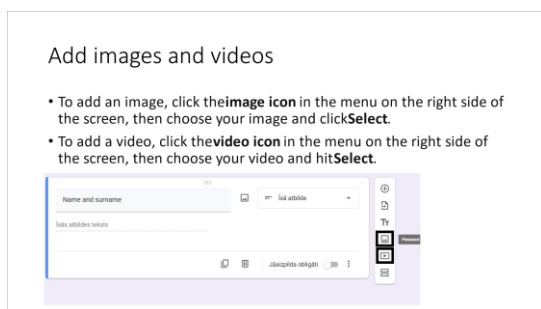 Add images and videos
• To add an image, click theimage icon in the menu on the right side of
the screen, then choose your image and clickSelect.
• To add a video, click thevideo icon in the menu on the right side of
the screen, then choose your video and hitSelect.
Name and surname
Īsā atbilde
Īsās atbildes teksts
Tт
Jāaizpilda obligāti